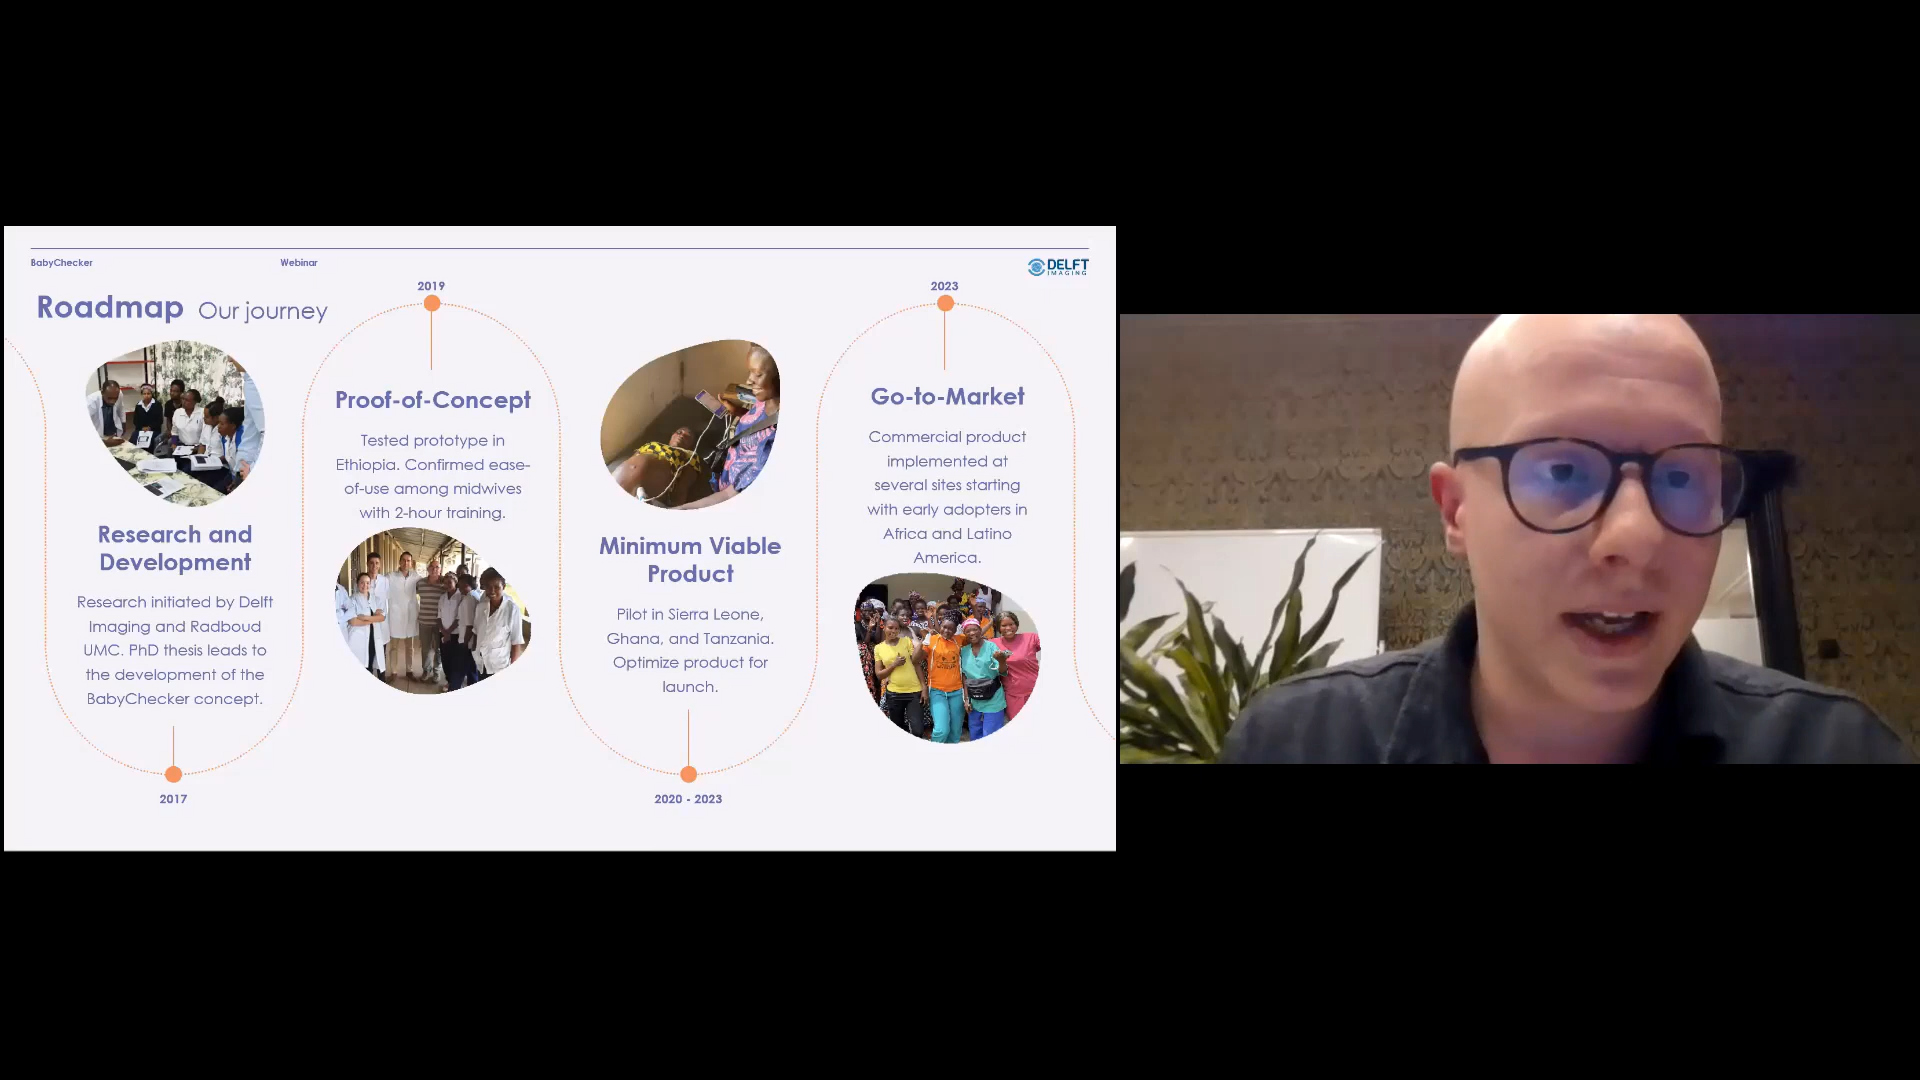 BabyChecker
Webinar
DELFT
IMAGING
Roadmap Our journey
Research and
Development
Research initiated by Delft
Imaging and Radboud
UMC. PhD thesis leads to
the development of the
BabyChecker concept.
2017
2019
Proof-of-Concept
Tested prototype in
Ethiopia. Confirmed ease-
of-use among midwives
with 2-hour training.
Minimum Viable
Product
Pilot in Sierra Leone,
Ghana, and Tanzania.
Optimize product for
launch.
2020 - 2023
2023
Go-to-Market
Commercial product
implemented at
several sites starting
with early adopters in
Africa and Latino
America.